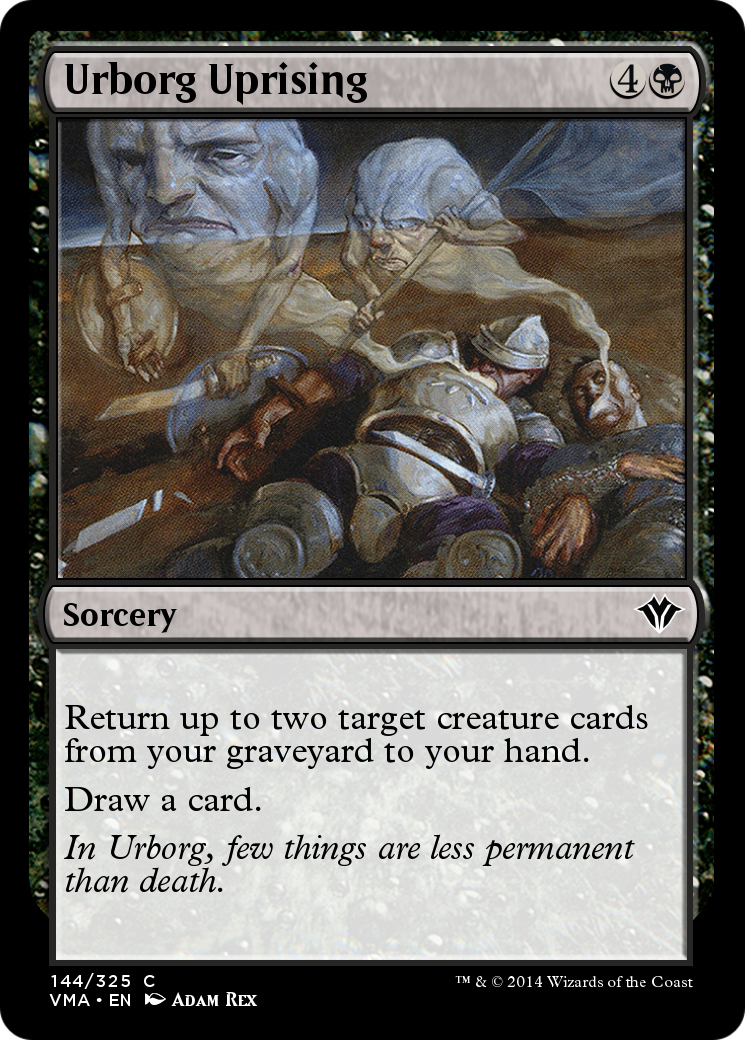 Urborg Uprising 4
Sorcery
Return up to two target creature cards
from your graveyard to your hand.
Draw a card.
In Urborg, few things are less permanent
than death.
144/325 C
VMA • EN Adam Rex
™ & © 2014 Wizards of the Coast